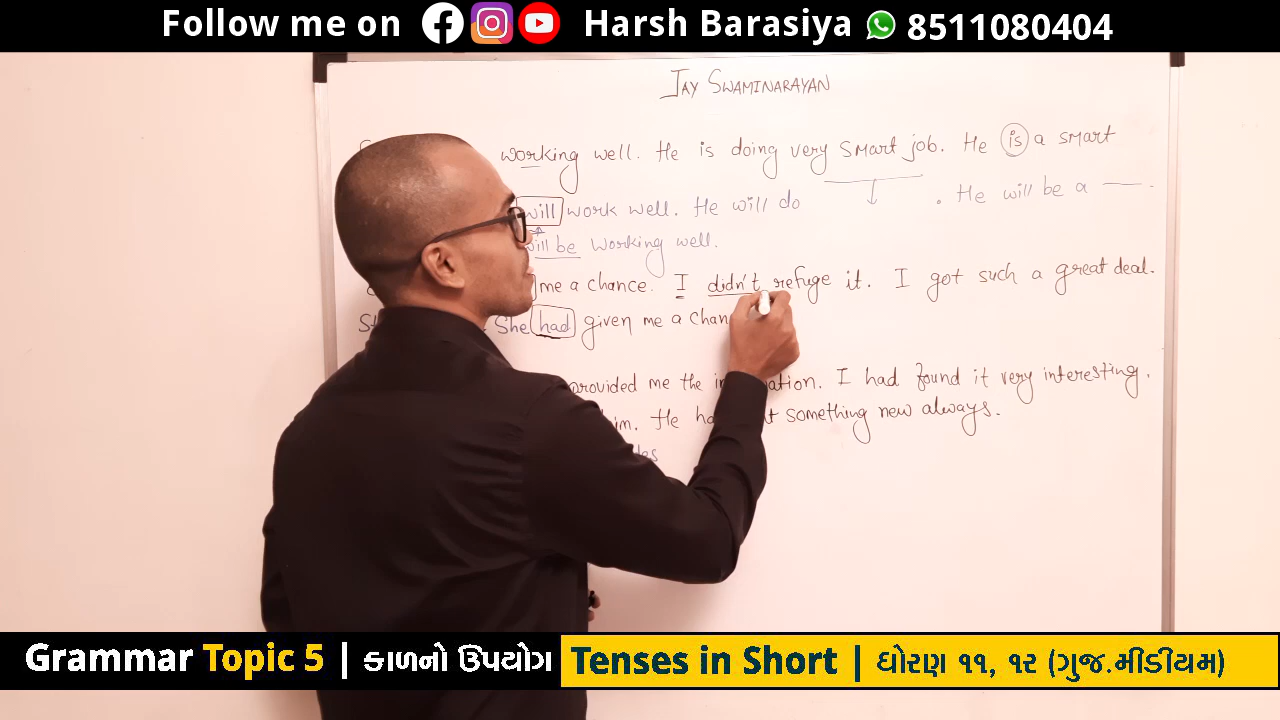 Follow me on Harsh Barasiya 8511080404
JAY SWAMINARAYAN
working well. He is doing very smart job. He is a smart
will work well. He will do . He will be a
will be working well.
me a chance. I didn't refuge it. I got such a great deal.
She had given me a chan
provided me the in ation. I had found it very interesting.
him. He ha t something new always.
Grammar Topic 5 | કાળનો ઉપયોગ Tenses in Short | ધોરણ ૧૧, ૧૨ (ગુજ.મીડીયમ)